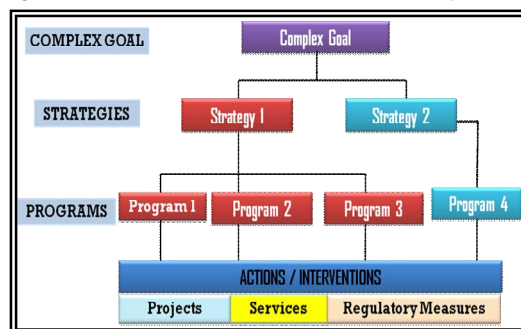 COMPLEX GOAL
Complex Goal
STRATEGIES
Strategy 1
Strategy 2
PROGRAMS
Program 1
Program 2
Program 3
Program 4
ACTIONS / INTERVENTIONS
Projects
Services
Regulatory Measures